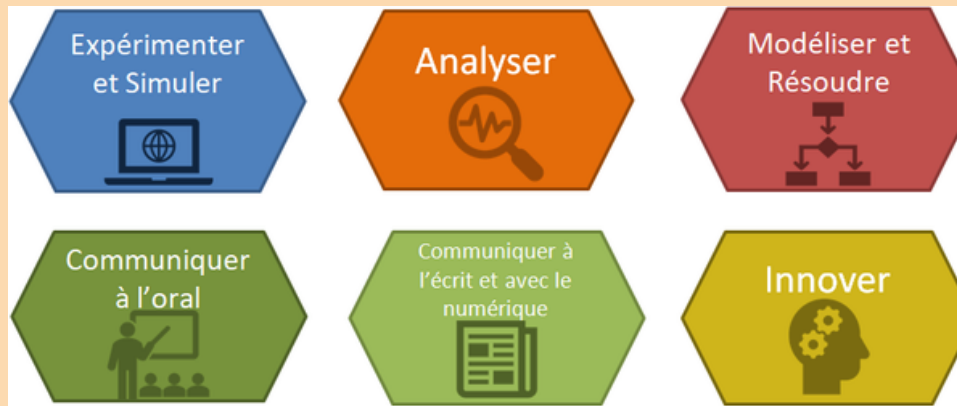 Expérimenter
et Simuler
Analyser
Modéliser et
Résoudre
Communiquer
à l'oral
Communiquer à
l'écrit et avec le
numérique
Innover